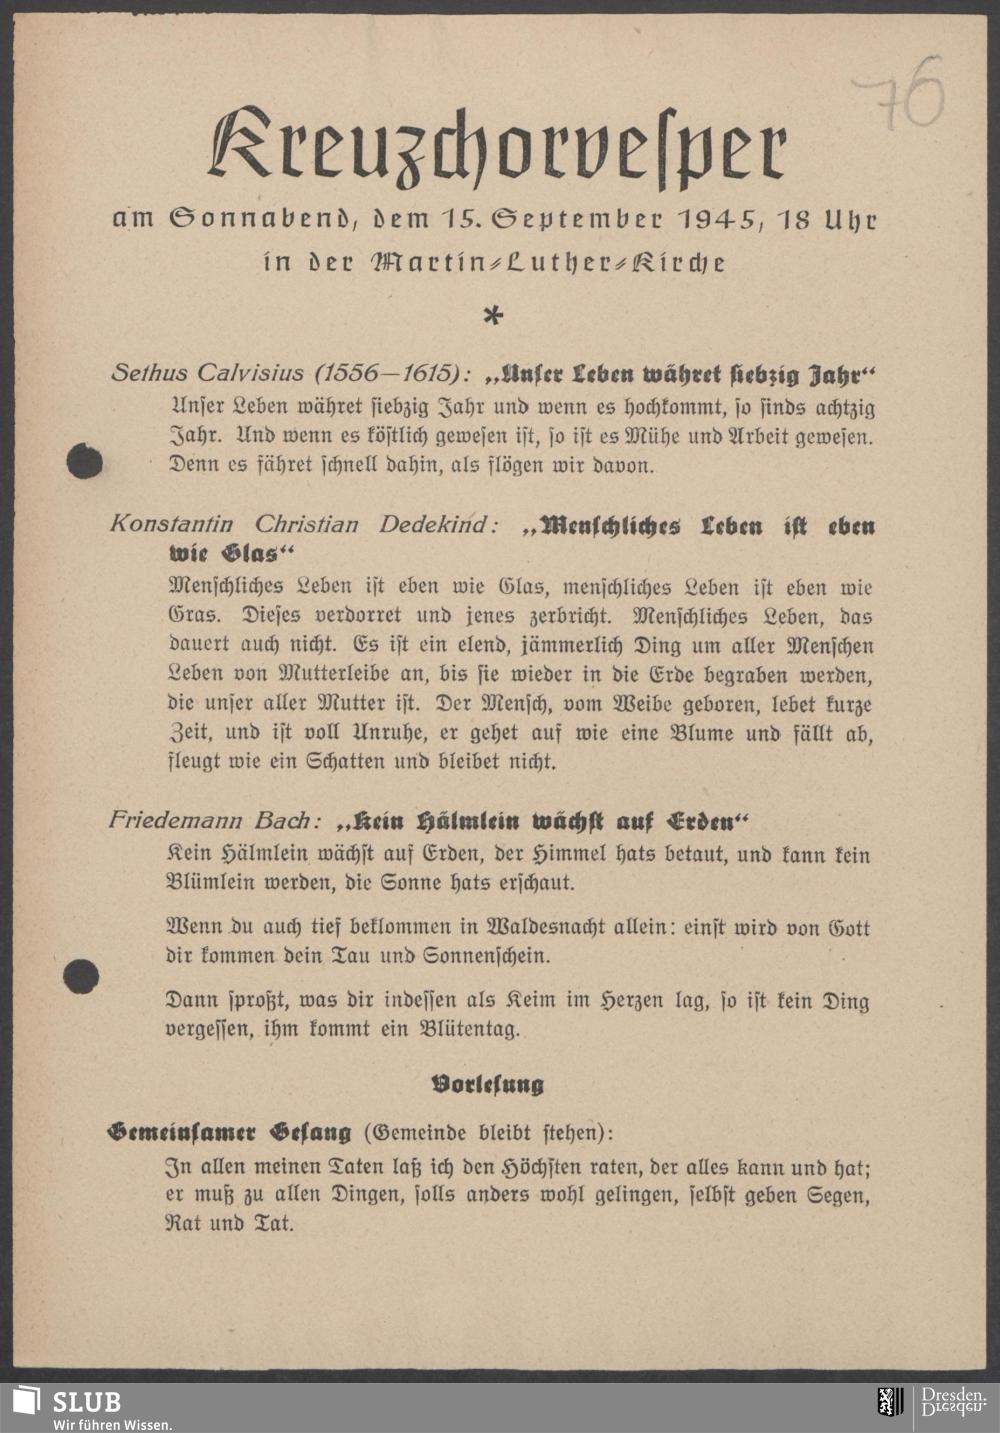 76
Kreuzchorvesper
am Sonnabend, dem 15. September 1945, 18 Uhr
in der Martin-Luther-Kirche
*
Sethus Calvisius (1556—1615): „Unser Leben währet siebzig Jahr“
Unser Leben währet siebzig Jahr und wenn es hochkommt, so sinds achtzig
Jahr. Und wenn es köstlich gewesen ist, so ist es Mühe und Arbeit gewesen.
Denn es fähret schnell dahin, als flögen wir davon.
Konstantin Christian Dedekind: „Menschliches Leben ist eben
wie Glas“
Menschliches Leben ist eben wie Glas, menschliches Leben ist eben wie
Gras. Dieses verdorret und jenes zerbricht. Menschliches Leben, das
dauert auch nicht. Es ist ein elend, jämmerlich Ding um aller Menschen
Leben von Mutterleibe an, bis sie wieder in die Erde begraben werden,
die unser aller Mutter ist. Der Mensch, vom Weibe geboren, lebet kurze
Zeit, und ist voll Unruhe, er gehet auf wie eine Blume und fällt ab,
fleugt wie ein Schatten und bleibet nicht.
Friedemann Bach: „Kein Hälmlein wächst auf Erden“
Kein Hälmlein wächst auf Erden, der Himmel hats betaut, und kann kein
Blümlein werden, die Sonne hats erschaut.
Wenn du auch tief beklommen in Waldesnacht allein: einst wird von Gott
dir kommen dein Tau und Sonnenschein.
Dann sproßt, was dir indessen als Keim im Herzen lag, so ist kein Ding
vergessen, ihm kommt ein Blütentag.
Vorlesung
Gemeinsamer Gesang (Gemeinde bleibt stehen):
In allen meinen Taten laß ich den Höchsten raten, der alles kann und hat;
er muß zu allen Dingen, solls anders wohl gelingen, selbst geben Segen,
Rat und Tat.
SLUB
Wir führen Wissen.
Dresden.
Dresden.